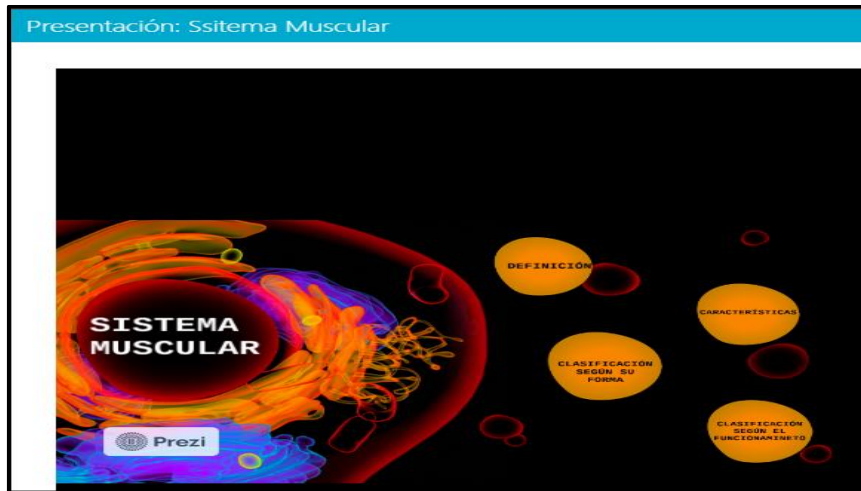 Presentación: Ssitema Muscular
SISTEMA
MUSCULAR
Prezi
DEFINICIÓN
CARACTERÍSTICAS
CLASIFICACIÓN
SEGÚN SU
FORMA
CLASIFICACIÓN
SEGÚN EL
FUNCIONAMINETO